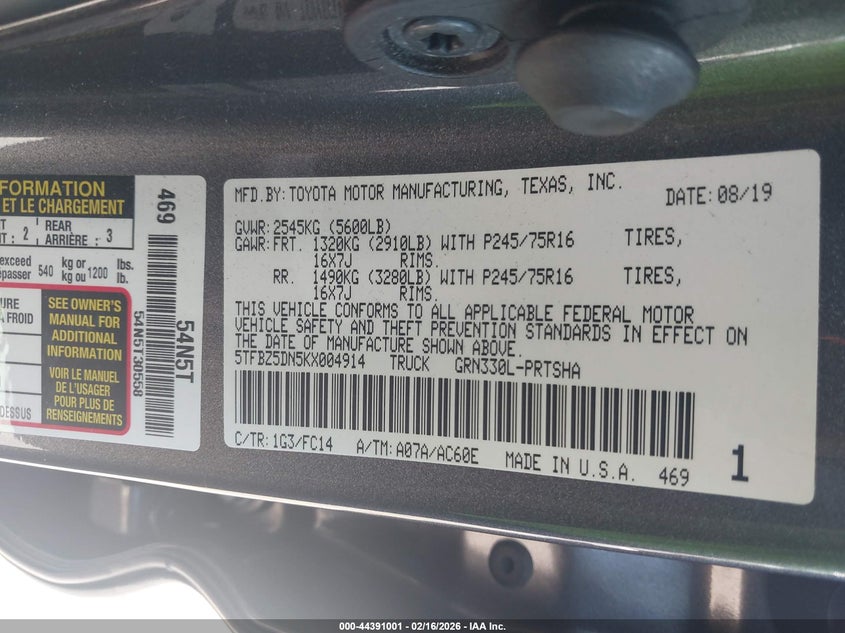 FORMATION
ET LE CHARGEMENT
2 REAR ARRIÈRE : 3
exceed
540 kg or kg ou 1200 lbs. lb.
A FROID
SEE OWNER'S
MANUAL FOR
ADDITIONAL
INFORMATION
VOIR LE MANUEL
DE L'USAGER
POUR PLUS DE
RENSEIGNEMENTS
DESSUS
469
54N5T30558
54N5T
MFD.BY:TOYOTA MOTOR MANUFACTURING, TEXAS, INC. DATE:08/19
GVWR:2545KG (5600LB)
GAWR:FRT. 1320KG (2910LB) WITH P245/75R16 TIRES,
16X7J RIMS.
RR. 1490KG (3280LB) WITH P245/75R16 TIRES,
16X7J RIMS.
THIS VEHICLE CONFORMS TO ALL APPLICABLE FEDERAL MOTOR
VEHICLE SAFETY AND THEFT PREVENTION STANDARDS IN EFFECT ON
THE DATE OF MANUFACTURE SHOWN ABOVE.
5TFBZ5DN5KX004914 TRUCK GRN330L-PRTSHA
C/TR:1G3/FC14 A/TM:A07A/AC60E MADE IN U.S.A. 469 1
000-44391001 - 02/16/2026 - IAA Inc.